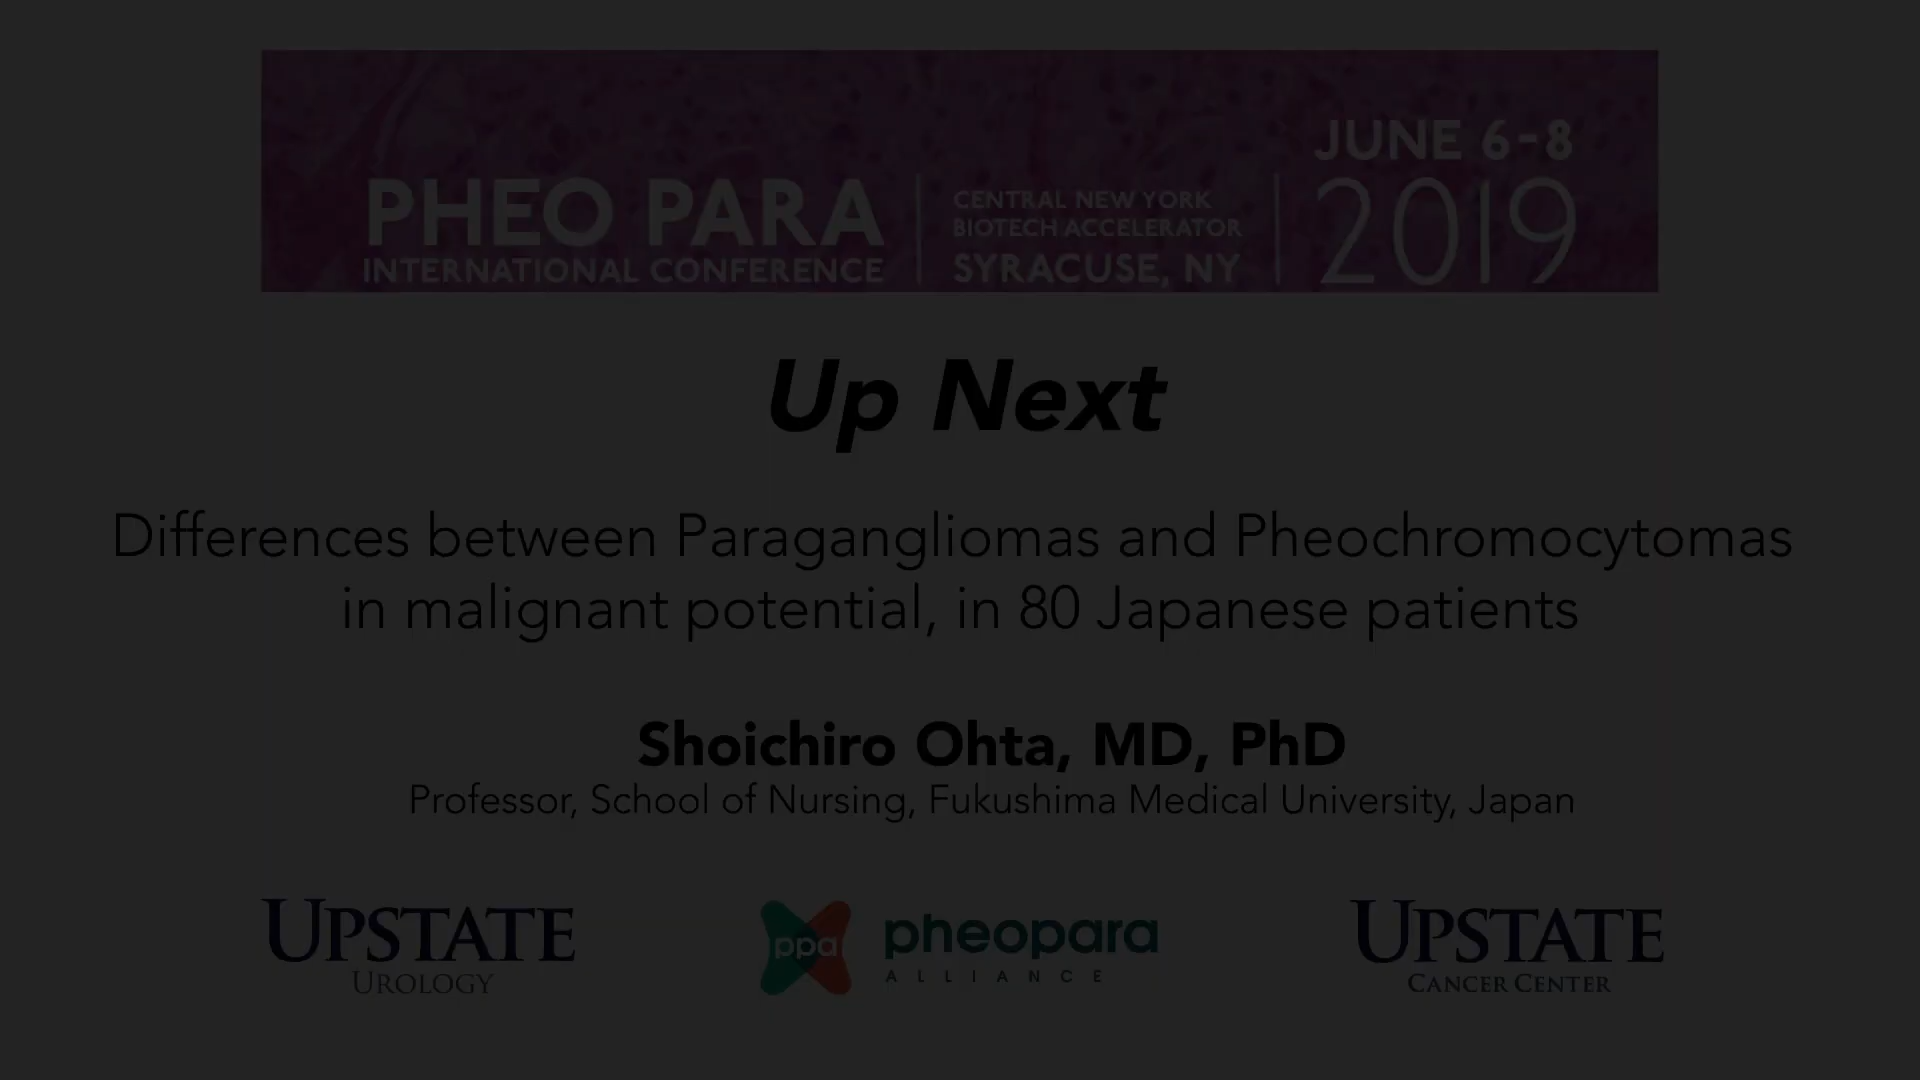 PHEO PARA
INTERNATIONAL CONFERENCE
CENTRAL NEW YORK
BIOTECH ACCELERATOR
SYRACUSE, NY
JUNE 6-8
2019
Up Next
Differences between Paragangliomas and Pheochromocytomas
in malignant potential, in 80 Japanese patients
Shoichiro Ohta, MD, PhD
Professor, School of Nursing, Fukushima Medical University, Japan
UPSTATE
UROLOGY
ppa
pheopara
ALLIANCE
UPSTATE
CANCER CENTER